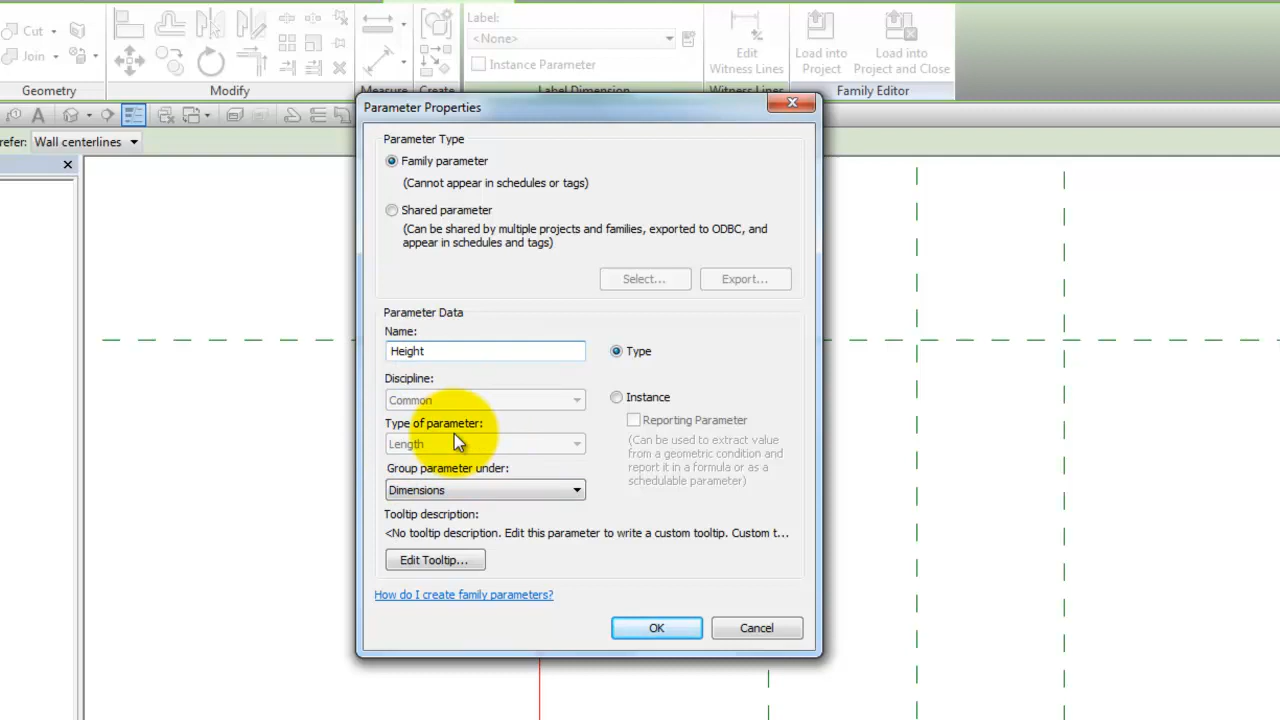 Cut
Join
Geometry
Modify
Measure
Create
Label:
<None>
Instance Parameter
Label Dimension
Edit
Witness Lines
Witness Lines
Load into
Project
Load into
Project and Close
Family Editor
refer:
Wall centerlines
Parameter Properties
Parameter Type
Family parameter
(Cannot appear in schedules or tags)
Shared parameter
(Can be shared by multiple projects and families, exported to ODBC, and
appear in schedules and tags)
Select...
Export...
Parameter Data
Name:
Height
Type
Discipline:
Common
Instance
Reporting Parameter
Type of parameter:
Length
(Can be used to extract value
from a geometric condition and
report it in a formula or as a
schedulable parameter)
Group parameter under:
Dimensions
Tooltip description:
<No tooltip description. Edit this parameter to write a custom tooltip. Custom t...
Edit Tooltip...
How do I create family parameters?
OK
Cancel